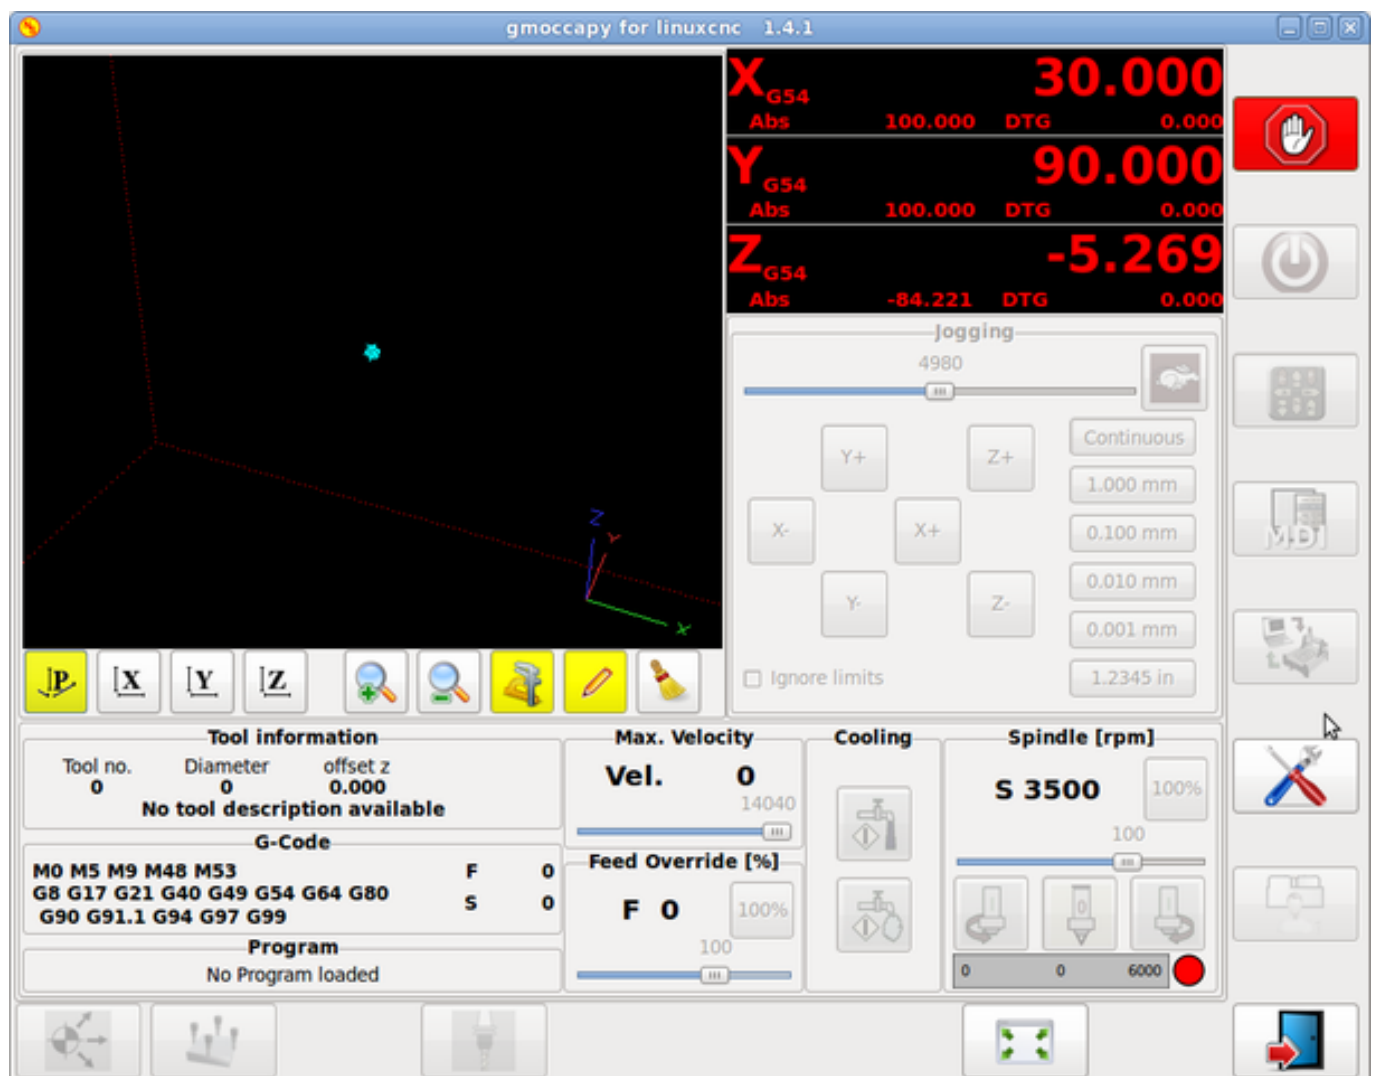 gmoccapy for linuxcnc 1.4.1
X G54 30.000
Abs 100.000 DTG 0.000
Y G54 90.000
Abs 100.000 DTG 0.000
Z G54 -5.269
Abs -84.221 DTG 0.000
Jogging
4980
Continuous
Y+ Z+
1.000 mm
X- X+ 0.100 mm
0.010 mm
Y- Z-
0.001 mm
Ignore limits 1.2345 in
MDI
Z
Y
X
P X Y Z
Tool information
Tool no. Diameter offset z
0 0 0.000
No tool description available
G-Code
M0 M5 M9 M48 M53 F 0
G8 G17 G21 G40 G49 G54 G64 G80 S 0
G90 G91.1 G94 G97 G99
Program
No Program loaded
Max. Velocity
Vel. 0
14040
Feed Override [%]
F 0 100%
100
Cooling
Spindle [rpm]
S 3500 100%
100
0
0 0 6000